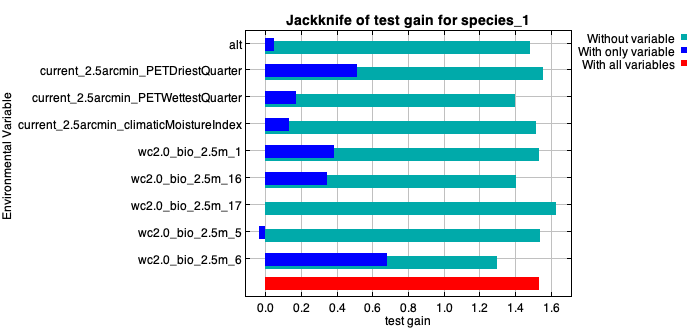 Jackknife of test gain for species_1
Without variable
With only variable
With all variables
Environmental Variable
alt
current_2.5arcmin_PETDriestQuarter
current_2.5arcmin_PETWettestQuarter
current_2.5arcmin_climaticMoistureIndex
wc2.0_bio_2.5m_1
wc2.0_bio_2.5m_16
wc2.0_bio_2.5m_17
wc2.0_bio_2.5m_5
wc2.0_bio_2.5m_6
0.0 0.2 0.4 0.6 0.8 1.0 1.2 1.4 1.6
test gain